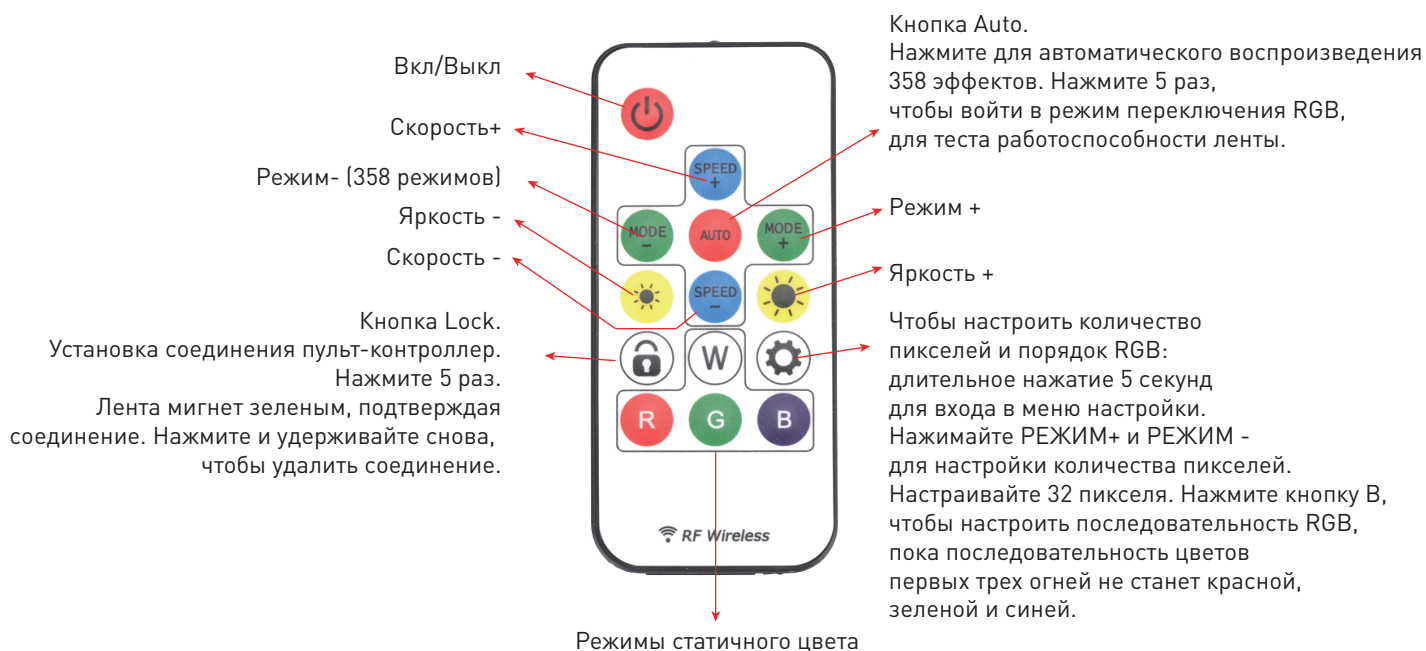 Вкл/Выкл
Скорость+
Режим- (358 режимов)
Яркость -
Скорость -
Кнопка Lock.
Установка соединения пульт-контроллер.
Нажмите 5 раз.
Лента мигнет зеленым, подтверждая
соединение. Нажмите и удерживайте снова,
чтобы удалить соединение.
SPEED
+
MODE
-
AUTO
MODE
+
SPEED
-
W
R
G
B
RF Wireless
Кнопка Auto.
Нажмите для автоматического воспроизведения
358 эффектов. Нажмите 5 раз,
чтобы войти в режим переключения RGB,
для теста работоспособности ленты.
Режим +
Яркость +
Чтобы настроить количество
пикселей и порядок RGB:
длительное нажатие 5 секунд
для входа в меню настройки.
Нажимайте РЕЖИМ+ и РЕЖИМ -
для настройки количества пикселей.
Настраивайте 32 пикселя. Нажмите кнопку B,
чтобы настроить последовательность RGB,
пока последовательность цветов
первых трех огней не станет красной,
зеленой и синей.
Режимы статичного цвета